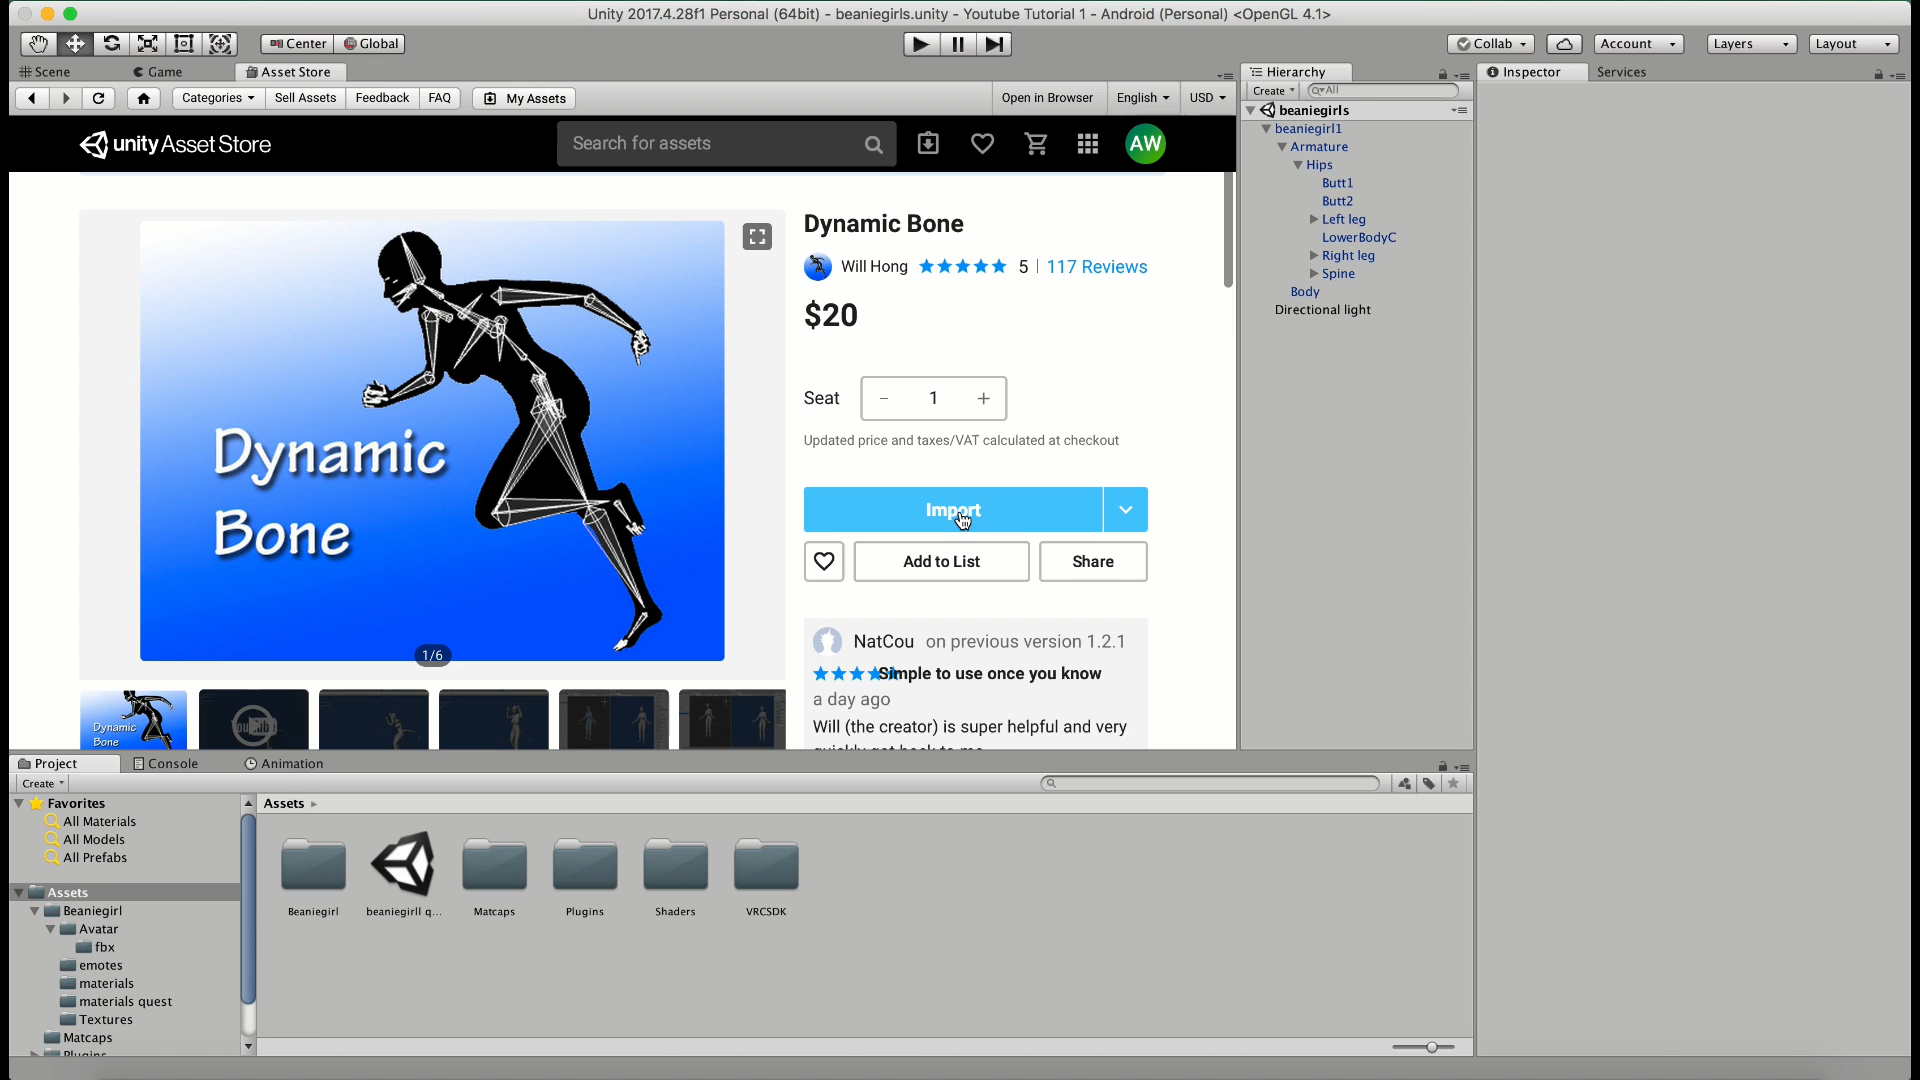 Unity 2017.4.28f1 Personal (64bit) - beaniegirls.unity - Youtube Tutorial 1 - Android (Personal) <OpenGL 4.1>
Center Global
Collab Account Layers Layout
Scene Game Asset Store
Categories Sell Assets Feedback FAQ My Assets Open in Browser English USD
unity Asset Store
Search for assets
AW
Dynamic Bone
Will Hong 5 | 117 Reviews
$20
Seat - 1 +
Updated price and taxes/VAT calculated at checkout
Import
Add to List Share
NatCou on previous version 1.2.1
Simple to use once you know
a day ago
Will (the creator) is super helpful and very
Dynamic
Bone
1/6
Dynamic
Bone
YouTube
Hierarchy
Create All
beaniegirls
beaniegirl1
Armature
Hips
Butt1
Butt2
Left leg
LowerBodyC
Right leg
Spine
Body
Directional light
Inspector Services
Project Console Animation
Create
Favorites
All Materials
All Models
All Prefabs
Assets
Beaniegirl
Avatar
fbx
emotes
materials
materials quest
Textures
Matcaps
Plugins
Assets
Beaniegirl beaniegirll q... Matcaps Plugins Shaders VRCSDK